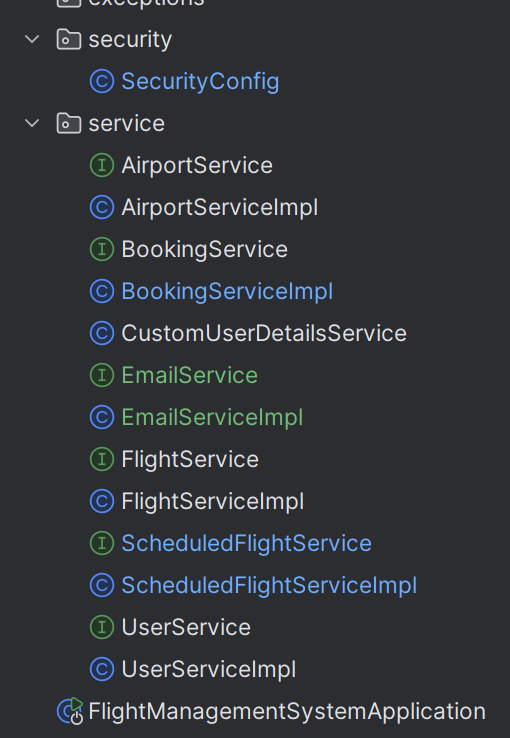 exceptions
security
SecurityConfig
service
AirportService
AirportServiceImpl
BookingService
BookingServiceImpl
CustomUserDetailsService
EmailService
EmailServiceImpl
FlightService
FlightServiceImpl
ScheduledFlightService
ScheduledFlightServiceImpl
UserService
UserServiceImpl
FlightManagementSystemApplication